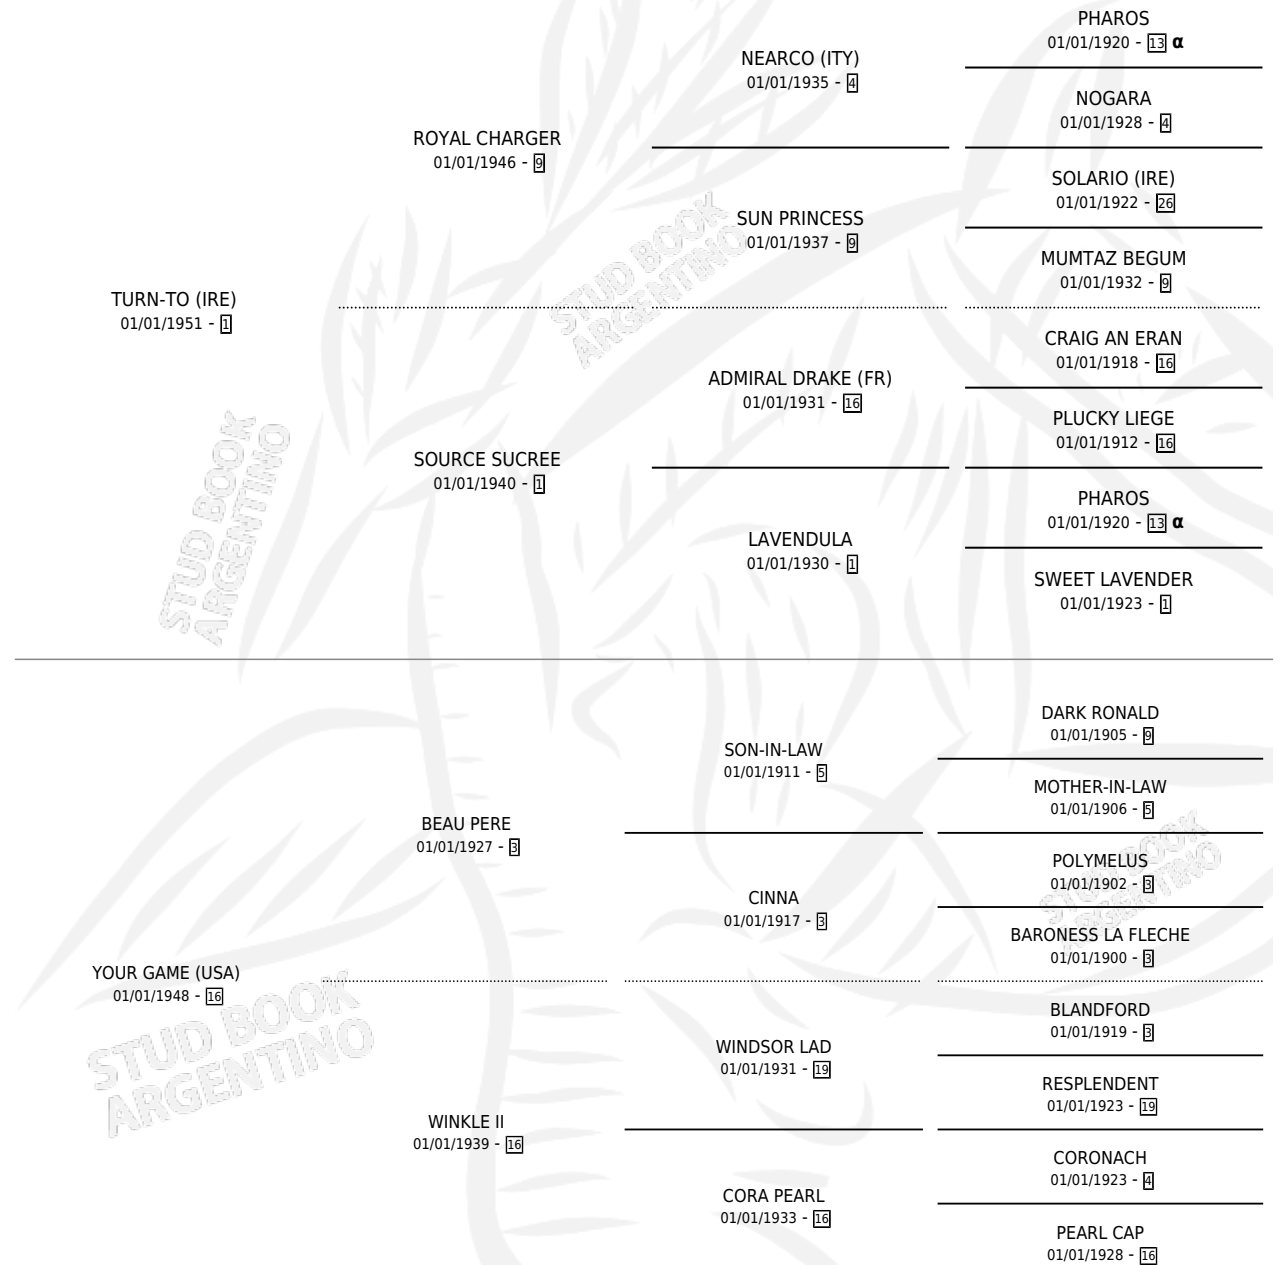 PHAROS
01/01/1920 - 13 α
NEARCO (ITY)
01/01/1935 - 4
NOGARA
01/01/1928 - 4
ROYAL CHARGER
01/01/1946 - 9
SOLARIO (IRE)
01/01/1922 - 26
SUN PRINCESS
01/01/1937 - 9
MUMTAZ BEGUM
01/01/1932 - 9
TURN-TO (IRE)
01/01/1951 - 1
CRAIG AN ERAN
01/01/1918 - 16
ADMIRAL DRAKE (FR)
01/01/1931 - 16
PLUCKY LIEGE
01/01/1912 - 16
SOURCE SUCREE
01/01/1940 - 1
PHAROS
01/01/1920 - 13 α
LAVENDULA
01/01/1930 - 1
SWEET LAVENDER
01/01/1923 - 1
DARK RONALD
01/01/1905 - 9
SON-IN-LAW
01/01/1911 - 5
MOTHER-IN-LAW
01/01/1906 - 5
BEAU PERE
01/01/1927 - 3
POLYMELUS
01/01/1902 - 3
CINNA
01/01/1917 - 3
BARONESS LA FLECHE
01/01/1900 - 3
YOUR GAME (USA)
01/01/1948 - 16
BLANDFORD
01/01/1919 - 3
WINDSOR LAD
01/01/1931 - 19
RESPLENDENT
01/01/1923 - 19
WINKLE II
01/01/1939 - 16
CORONACH
01/01/1923 - 4
CORA PEARL
01/01/1933 - 16
PEARL CAP
01/01/1928 - 16
STUD BOOK
ARGENTINO
STUD BOOK
ARGENTINO
STUD BOOK
ARGENTINO
STUD BOOK
ARGENTINO